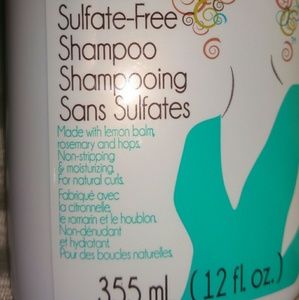 Sulfate-Free
Shampoo
Shampooing
Sans Sulfates
Made with lemon balm,
rosemary and hops.
Non-stripping
& moisturizing.
For natural curls.
Fabriqué avec
la citronnelle,
le romarin et le houblon.
Non-dénudant
et hydratant.
Pour des boucles naturelles.
355 ml (12 fl. oz.)